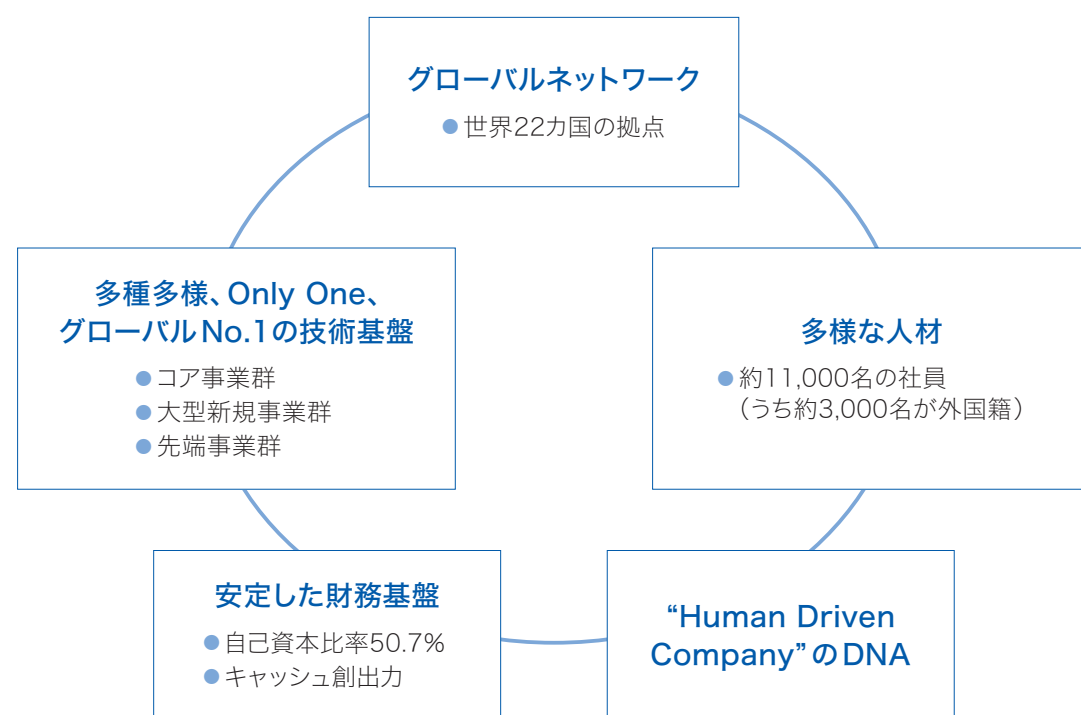 グローバルネットワーク
●世界22カ国の拠点
多種多様、Only One、
グローバルNo.1の技術基盤
●コア事業群
●大型新規事業群
●先端事業群
多様な人材
●約11,000名の社員
（うち約3,000名が外国籍）
安定した財務基盤
●自己資本比率50.7%
●キャッシュ創出力
“Human Driven
Company”のDNA